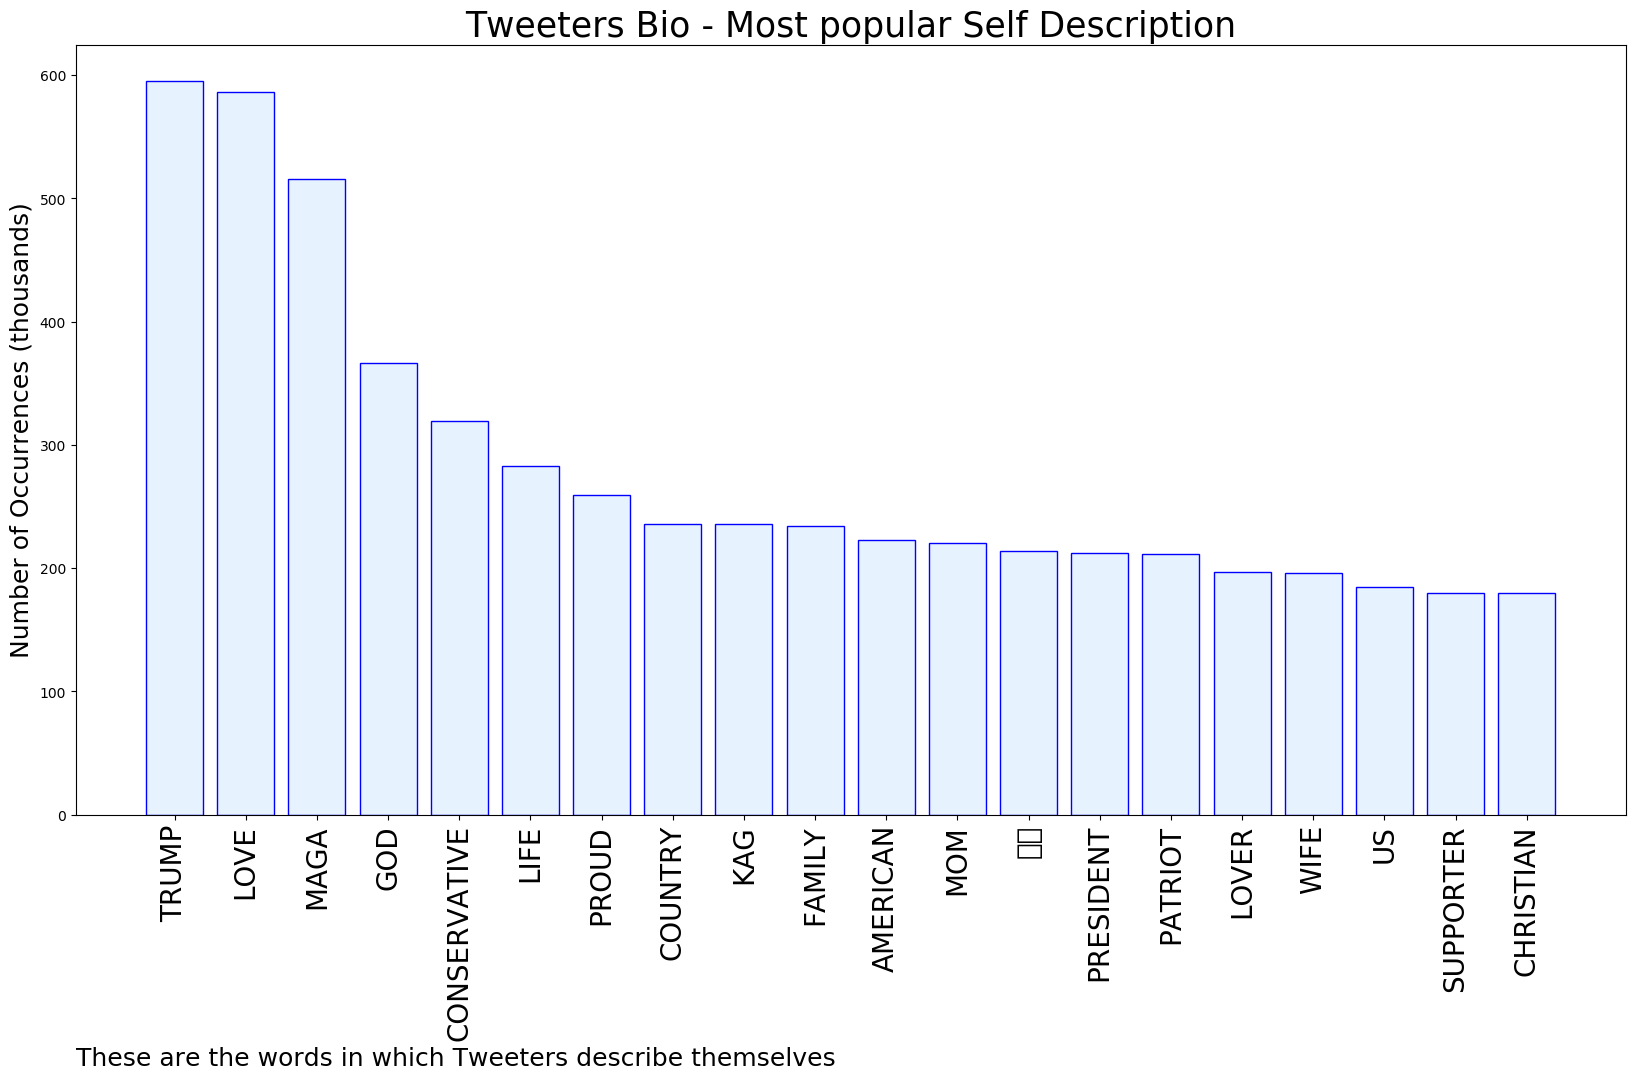 Tweeters Bio - Most popular Self Description
Number of Occurrences (thousands)
600
500
400
300
200
100
0
TRUMP
LOVE
MAGA
GOD
CONSERVATIVE
LIFE
PROUD
COUNTRY
KAG
FAMILY
AMERICAN
MOM
PRESIDENT
PATRIOT
LOVER
WIFE
US
SUPPORTER
CHRISTIAN
These are the words in which Tweeters describe themselves